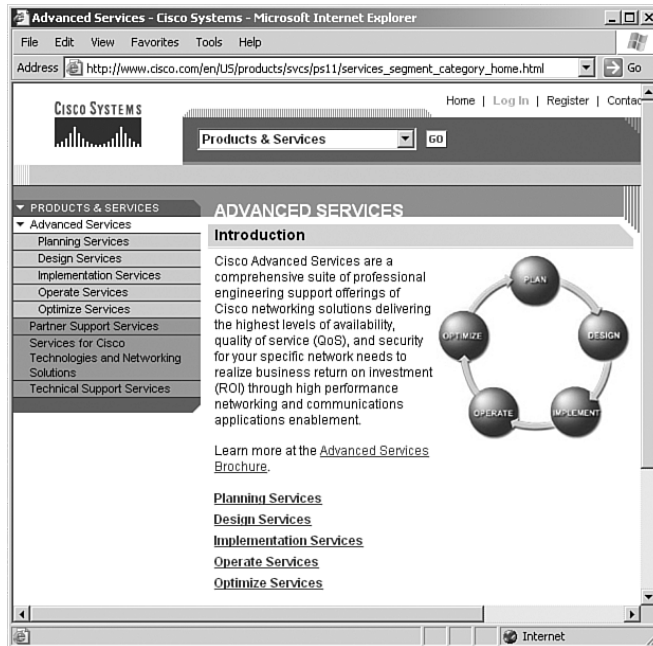 Advanced Services - Cisco Systems - Microsoft Internet Explorer
File Edit View Favorites Tools Help
Address http://www.cisco.com/en/US/products/svcs/ps11/services_segment_category_home.html Go
CISCO SYSTEMS
Home | Log In | Register | Contac
Products & Services GO
PRODUCTS & SERVICES
Advanced Services
Planning Services
Design Services
Implementation Services
Operate Services
Optimize Services
Partner Support Services
Services for Cisco
Technologies and Networking
Solutions
Technical Support Services
ADVANCED SERVICES
Introduction
Cisco Advanced Services are a
comprehensive suite of professional
engineering support offerings of
Cisco networking solutions delivering
the highest levels of availability,
quality of service (QoS), and security
for your specific network needs to
realize business return on investment
(ROI) through high performance
networking and communications
applications enablement.
Learn more at the Advanced Services
Brochure.
PLAN
DESIGN
IMPLEMENT
OPERATE
OPTIMIZE
Planning Services
Design Services
Implementation Services
Operate Services
Optimize Services
Internet